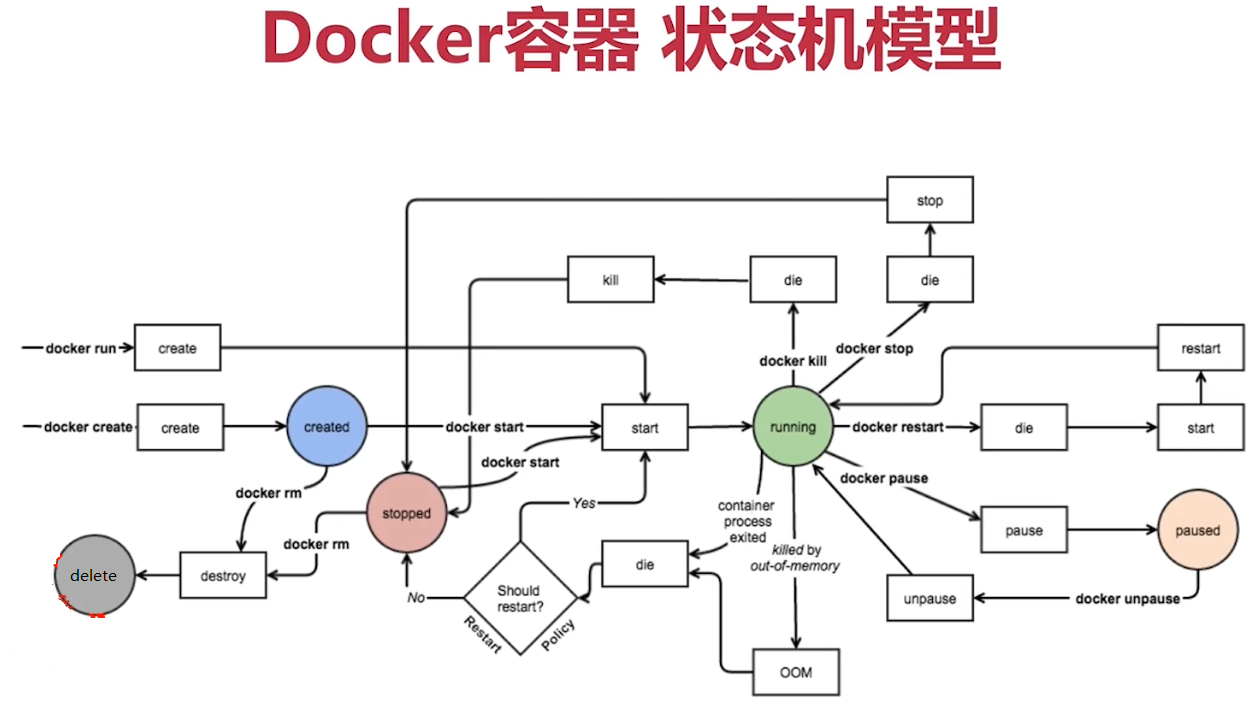 Docker容器 状态机模型
stop
kill
die
die
docker run
create
docker kill
docker stop
restart
docker create
create
created
docker start
start
running
docker restart
die
start
docker start
docker rm
stopped
docker pause
Yes
container
process
exited
pause
paused
docker rm
killed by
out-of-memory
delete
destroy
die
Should
restart?
No
Restart
Policy
unpause
docker unpause
OOM